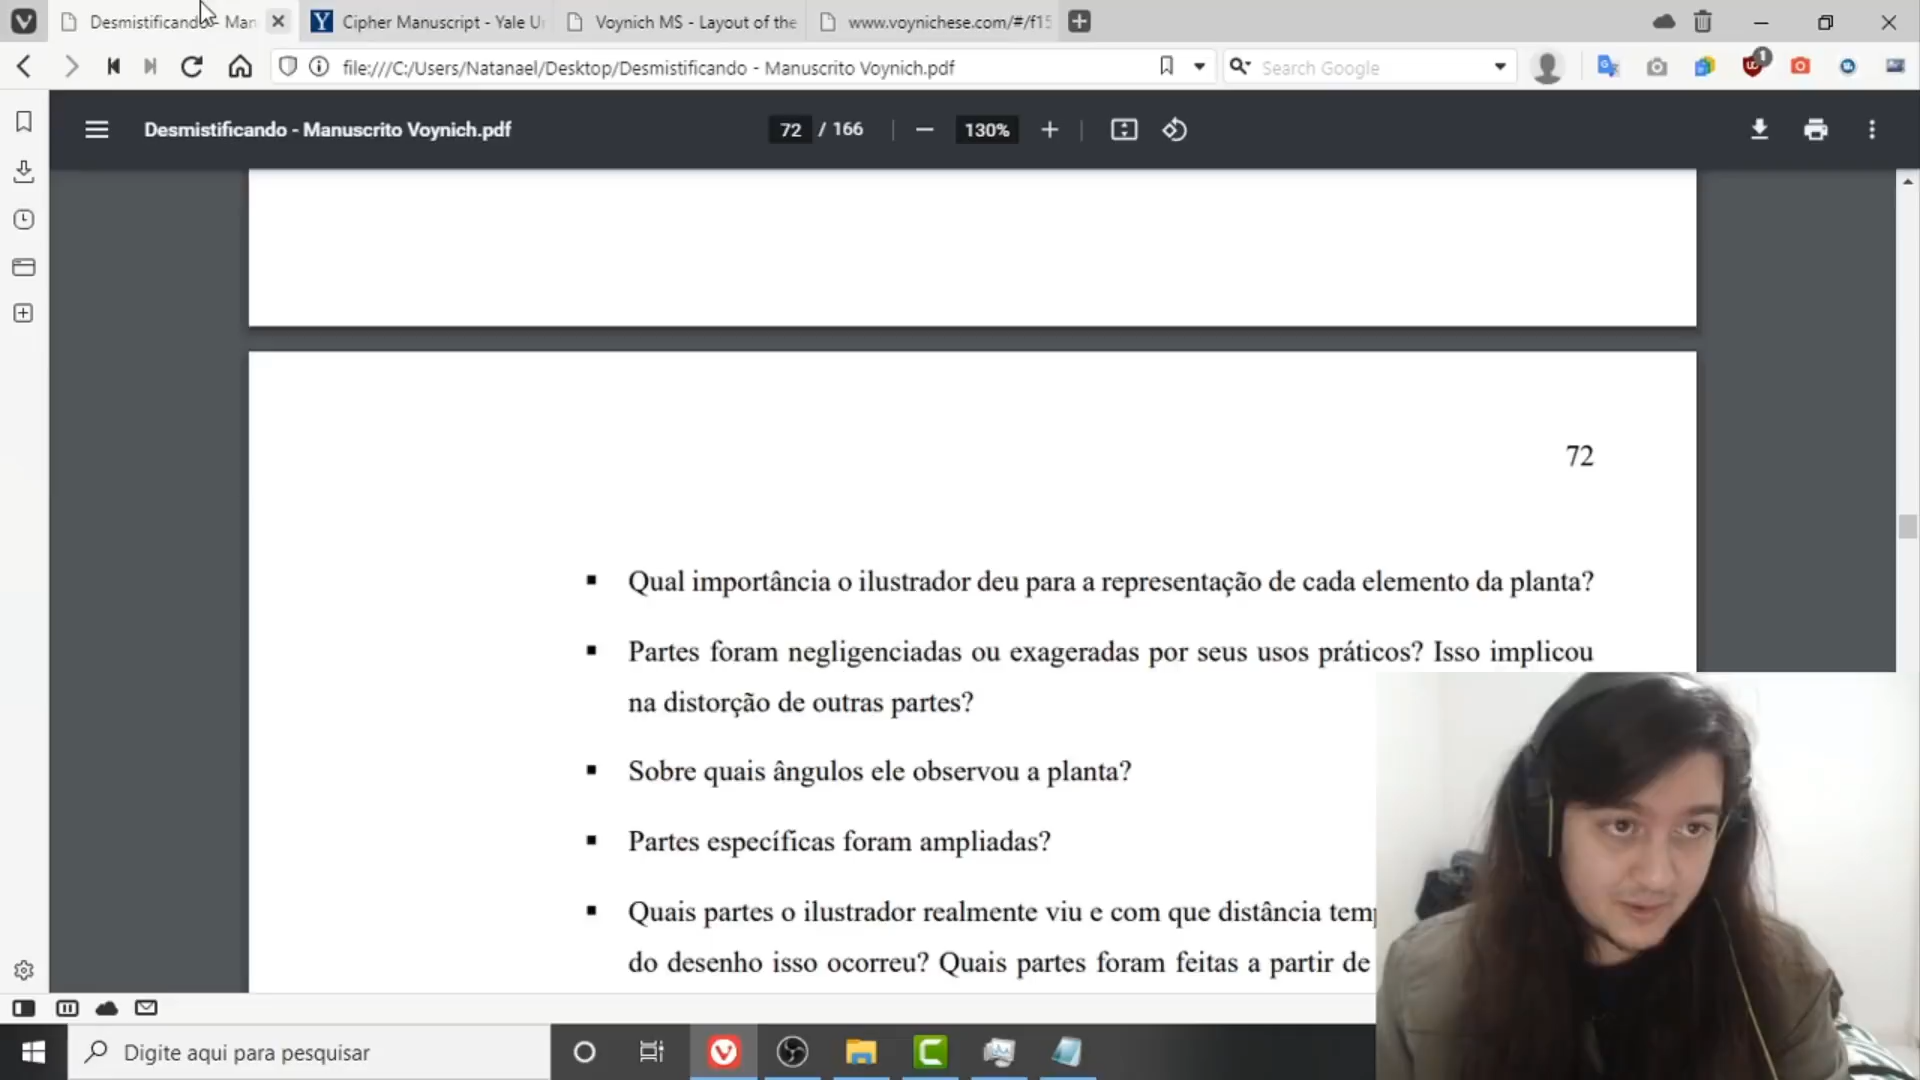 Desmistificando - Man
Cipher Manuscript - Yale U
Voynich MS - Layout of the
www.voynichese.com/#/f15
file:///C:/Users/Natanael/Desktop/Desmistificando - Manuscrito Voynich.pdf
Search Google
1
Desmistificando - Manuscrito Voynich.pdf
72 / 166
130%
72
▪ Qual importância o ilustrador deu para a representação de cada elemento da planta?
▪ Partes foram negligenciadas ou exageradas por seus usos práticos? Isso implicou
na distorção de outras partes?
▪ Sobre quais ângulos ele observou a planta?
▪ Partes específicas foram ampliadas?
▪ Quais partes o ilustrador realmente viu e com que distância temp
do desenho isso ocorreu? Quais partes foram feitas a partir de
Digite aqui para pesquisar